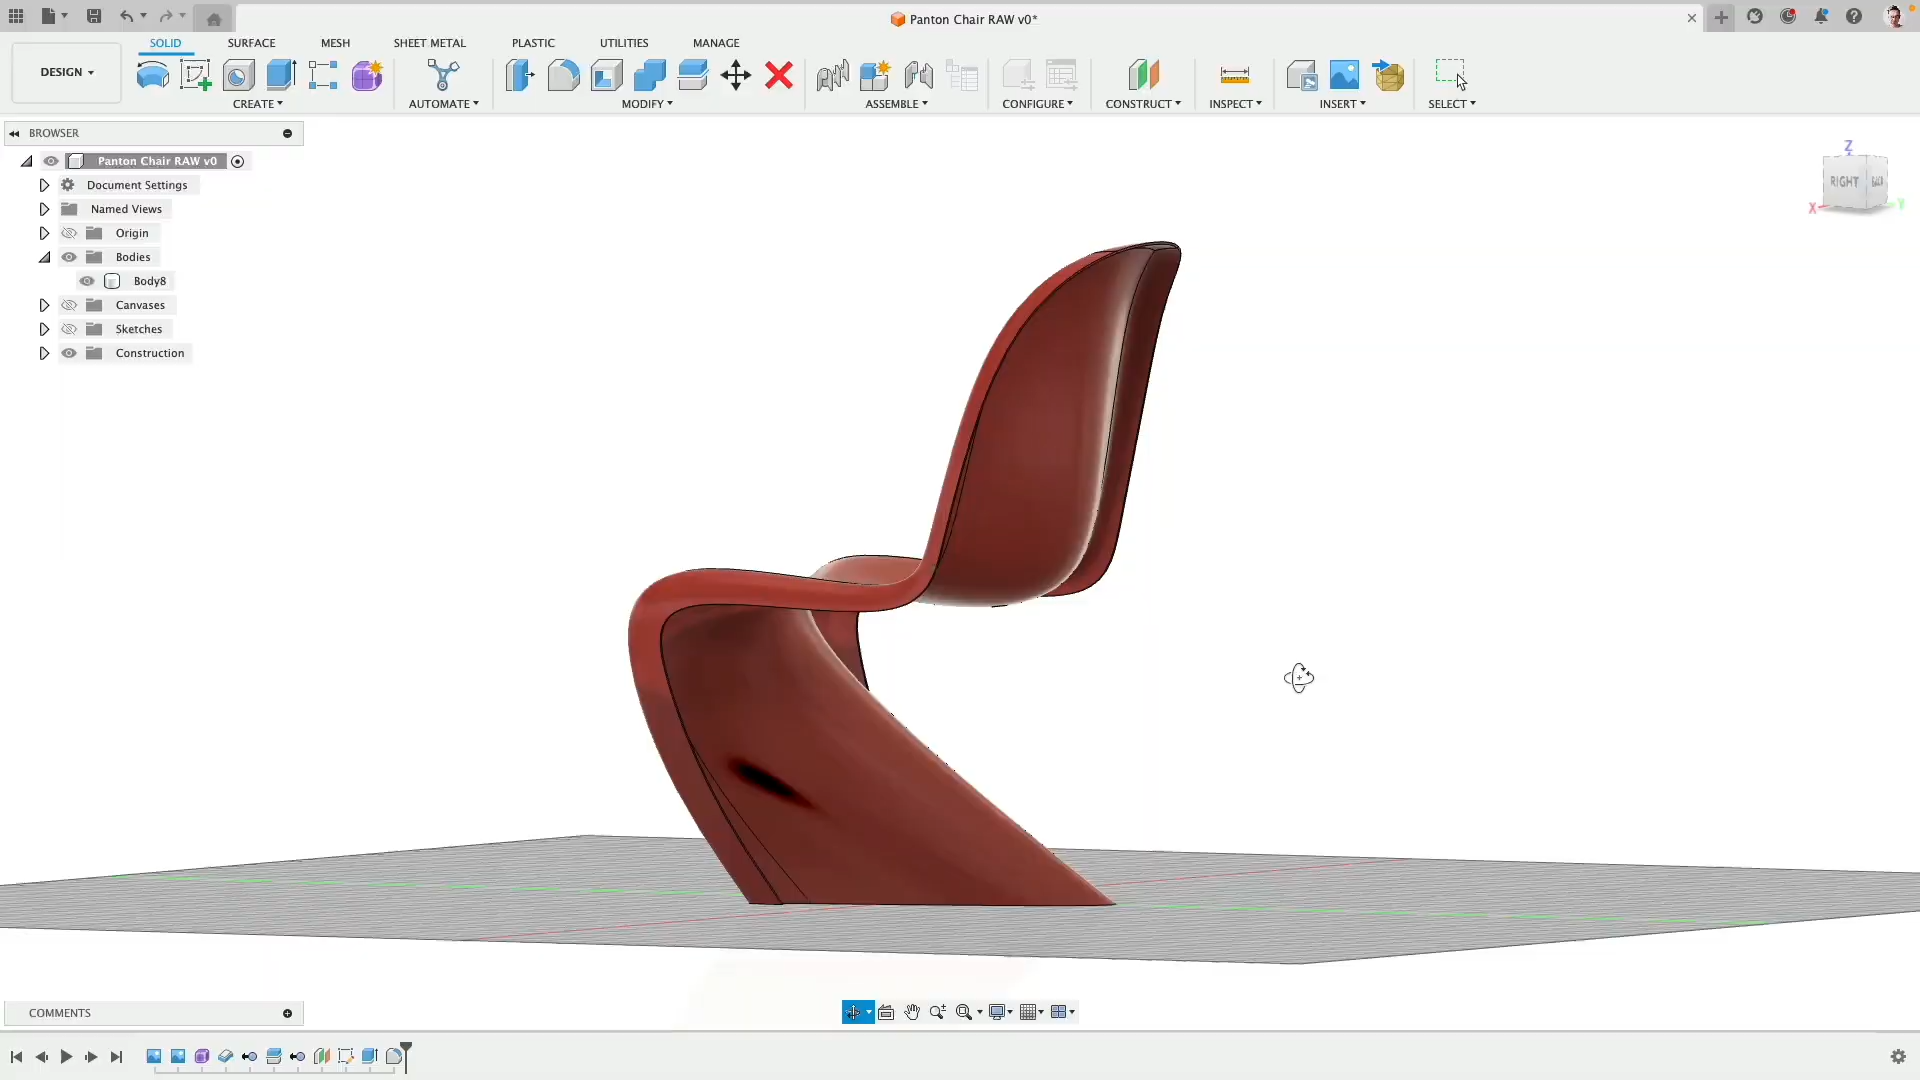 Panton Chair RAW v0*
SOLID SURFACE MESH SHEET METAL PLASTIC UTILITIES MANAGE
DESIGN
CREATE AUTOMATE MODIFY ASSEMBLE CONFIGURE CONSTRUCT INSPECT INSERT SELECT
BROWSER
Panton Chair RAW v0
Document Settings
Named Views
Origin
Bodies
Body8
Canvases
Sketches
Construction
Z
RIGHT BACK
X Y
COMMENTS